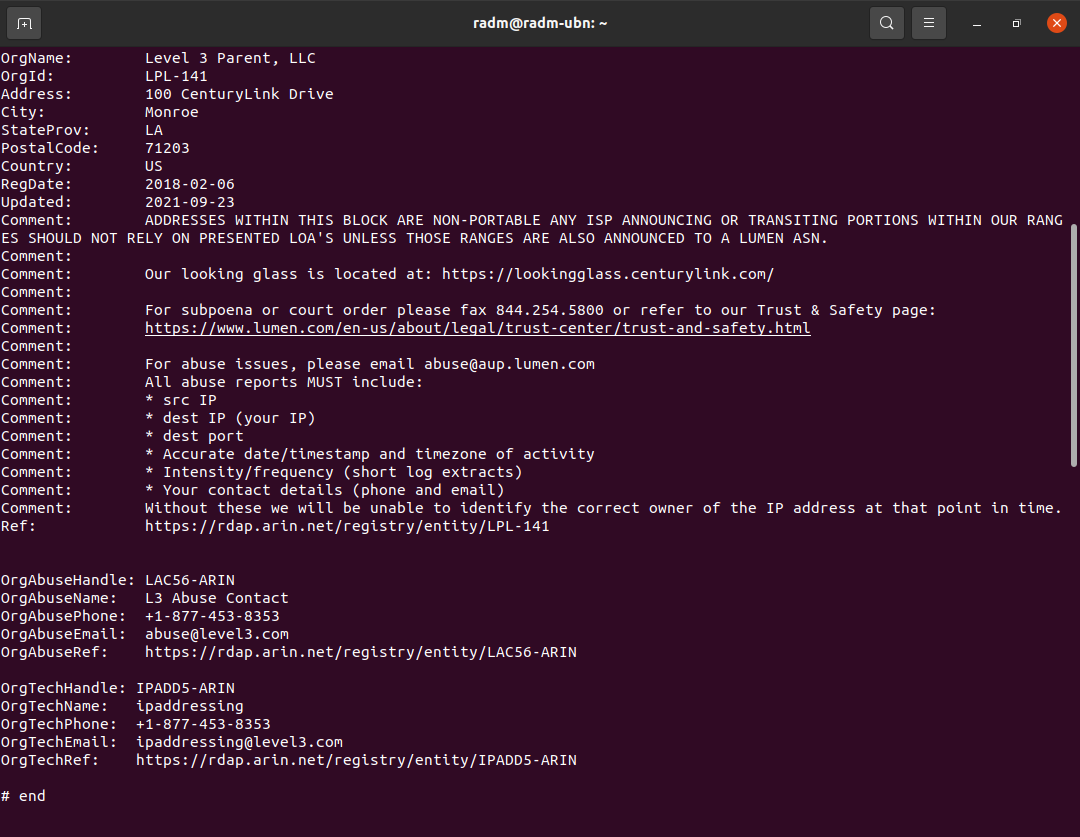 radm@radm-ubn: ~
OrgName:        Level 3 Parent, LLC
OrgId:          LPL-141
Address:        100 CenturyLink Drive
City:           Monroe
StateProv:      LA
PostalCode:     71203
Country:        US
RegDate:        2018-02-06
Updated:        2021-09-23
Comment:        ADDRESSES WITHIN THIS BLOCK ARE NON-PORTABLE ANY ISP ANNOUNCING OR TRANSITING PORTIONS WITHIN OUR RANG
ES SHOULD NOT RELY ON PRESENTED LOA'S UNLESS THOSE RANGES ARE ALSO ANNOUNCED TO A LUMEN ASN.
Comment:
Comment:        Our looking glass is located at: https://lookingglass.centurylink.com/
Comment:
Comment:        For subpoena or court order please fax 844.254.5800 or refer to our Trust & Safety page:
Comment:        https://www.lumen.com/en-us/about/legal/trust-center/trust-and-safety.html
Comment:
Comment:        For abuse issues, please email abuse@aup.lumen.com
Comment:        All abuse reports MUST include:
Comment:        * src IP
Comment:        * dest IP (your IP)
Comment:        * dest port
Comment:        * Accurate date/timestamp and timezone of activity
Comment:        * Intensity/frequency (short log extracts)
Comment:        * Your contact details (phone and email)
Comment:        Without these we will be unable to identify the correct owner of the IP address at that point in time.
Ref:            https://rdap.arin.net/registry/entity/LPL-141
OrgAbuseHandle: LAC56-ARIN
OrgAbuseName:   L3 Abuse Contact
OrgAbusePhone:  +1-877-453-8353
OrgAbuseEmail:  abuse@level3.com
OrgAbuseRef:    https://rdap.arin.net/registry/entity/LAC56-ARIN
OrgTechHandle: IPADD5-ARIN
OrgTechName:   ipaddressing
OrgTechPhone:  +1-877-453-8353
OrgTechEmail:  ipaddressing@level3.com
OrgTechRef:    https://rdap.arin.net/registry/entity/IPADD5-ARIN
# end